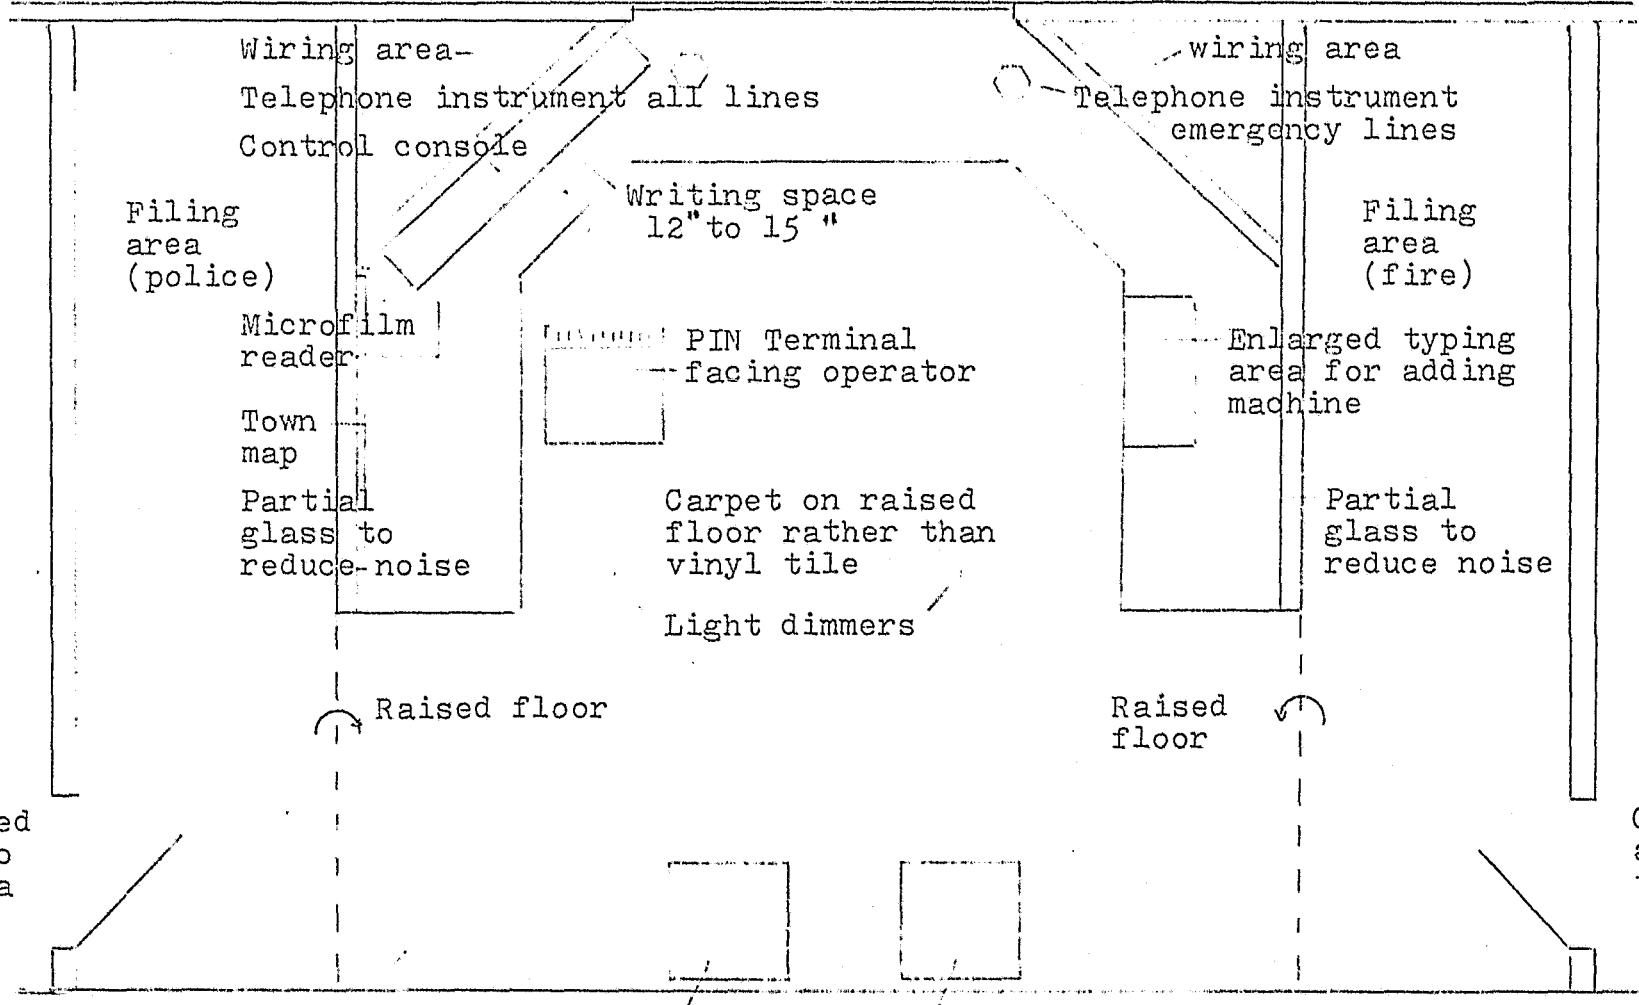 Wiring area-
Telephone instrument all lines
Control console
wiring area
Telephone instrument
emergency lines
Writing space
12" to 15 "
Filing
area
(police)
Filing
area
(fire)
Microfilm
reader
PIN Terminal
facing operator
Enlarged typing
area for adding
machine
Town
map
Partial
glass to
reduce noise
Carpet on raised
floor rather than
vinyl tile
Partial
glass to
reduce noise
Light dimmers
Raised floor
Raised
floor